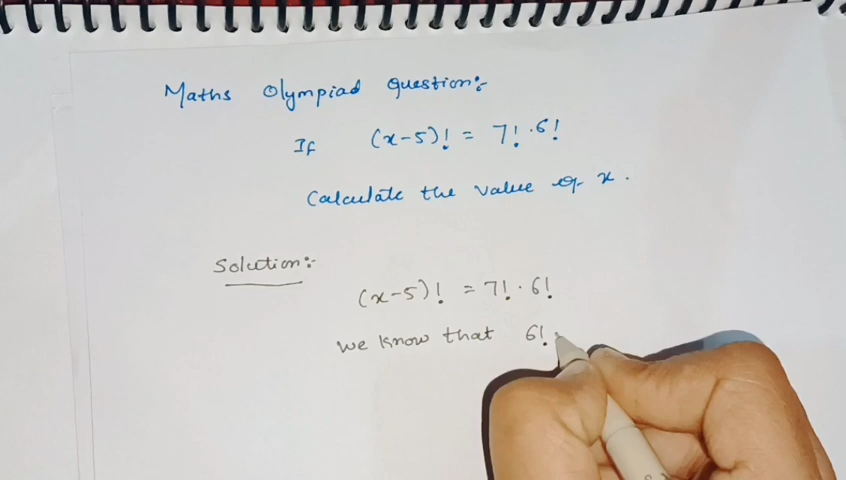 Maths Olympiad Question:-
If (x-5)! = 7! · 6!
Calculate the value of x.
Solution:-
(x-5)! = 7! · 6!
we know that 6!